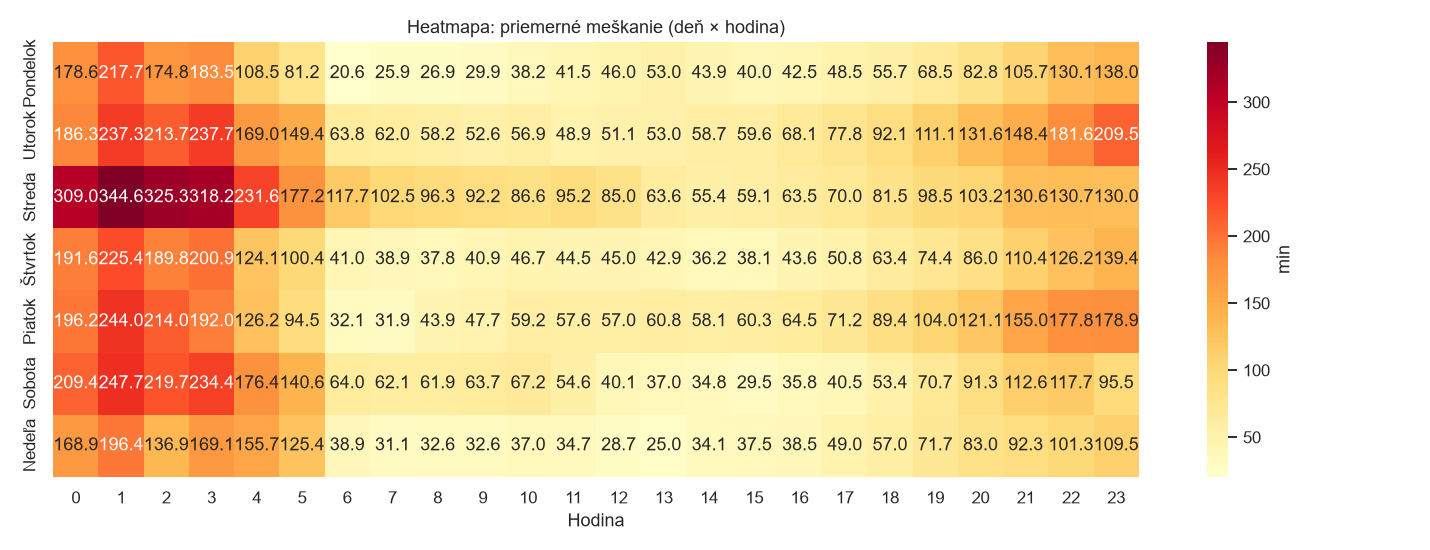 Heatmapa: priemerné meškanie (deň × hodina)
Pondelok 178.6 217.7 174.8 183.5 108.5 81.2 20.6 25.9 26.9 29.9 38.2 41.5 46.0 53.0 43.9 40.0 42.5 48.5 55.7 68.5 82.8 105.7 130.1 138.0
Utorok 186.3 237.3 213.7 237.7 169.0 149.4 63.8 62.0 58.2 52.6 56.9 48.9 51.1 53.0 58.7 59.6 68.1 77.8 92.1 111.1 131.6 148.4 181.6 209.5
Streda 309.0 344.6 325.3 318.2 231.6 177.2 117.7 102.5 96.3 92.2 86.6 95.2 85.0 63.6 55.4 59.1 63.5 70.0 81.5 98.5 103.2 130.6 130.7 130.0
Štvrtok 191.6 225.4 189.8 200.9 124.1 100.4 41.0 38.9 37.8 40.9 46.7 44.5 45.0 42.9 36.2 38.1 43.6 50.8 63.4 74.4 86.0 110.4 126.2 139.4
Piatok 196.2 244.0 214.0 192.0 126.2 94.5 32.1 31.9 43.9 47.7 59.2 57.6 57.0 60.8 58.1 60.3 64.5 71.2 89.4 104.0 121.1 155.0 177.8 178.9
Sobota 209.4 247.7 219.7 234.4 176.4 140.6 64.0 62.1 61.9 63.7 67.2 54.6 40.1 37.0 34.8 29.5 35.8 40.5 53.4 70.7 91.3 112.6 117.7 95.5
Nedeľa 168.9 196.4 136.9 169.1 155.7 125.4 38.9 31.1 32.6 32.6 37.0 34.7 28.7 25.0 34.1 37.5 38.5 49.0 57.0 71.7 83.0 92.3 101.3 109.5
0 1 2 3 4 5 6 7 8 9 10 11 12 13 14 15 16 17 18 19 20 21 22 23
Hodina
300
250
200
150
100
50
min